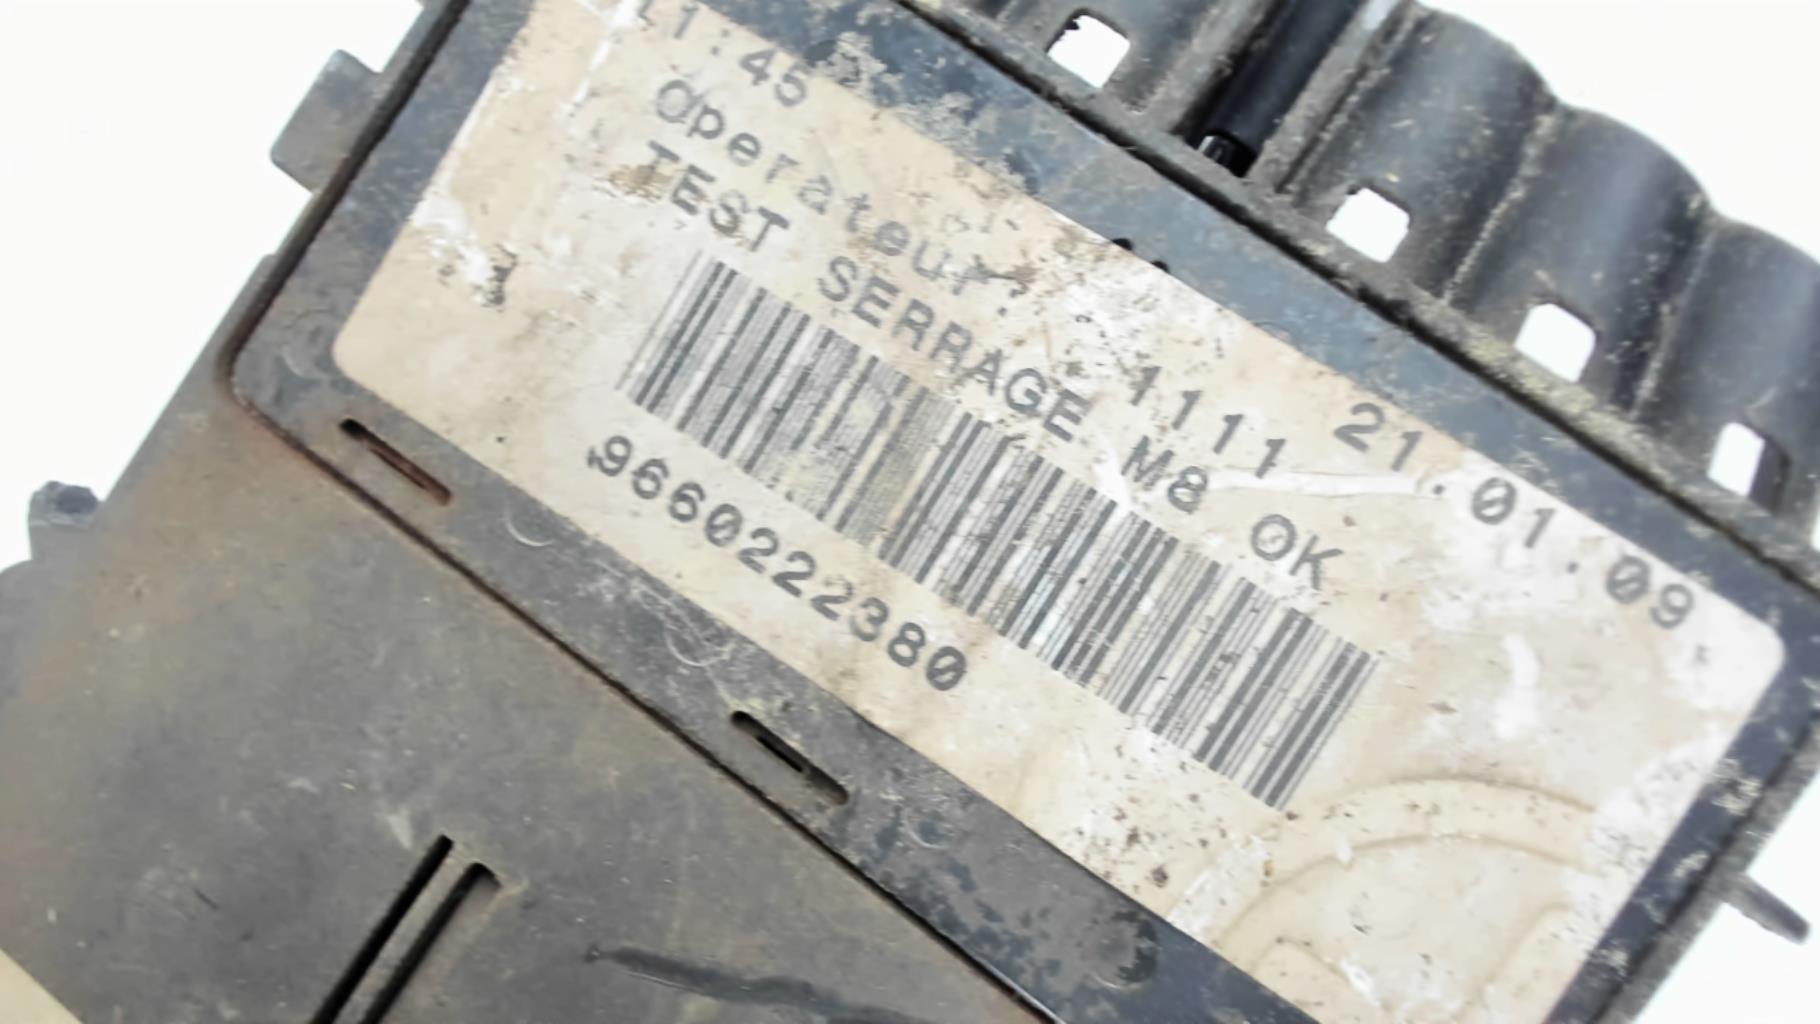 11:45 21.01.09
Operateur: 1111
TEST SERRAGE M8 OK
9660222380